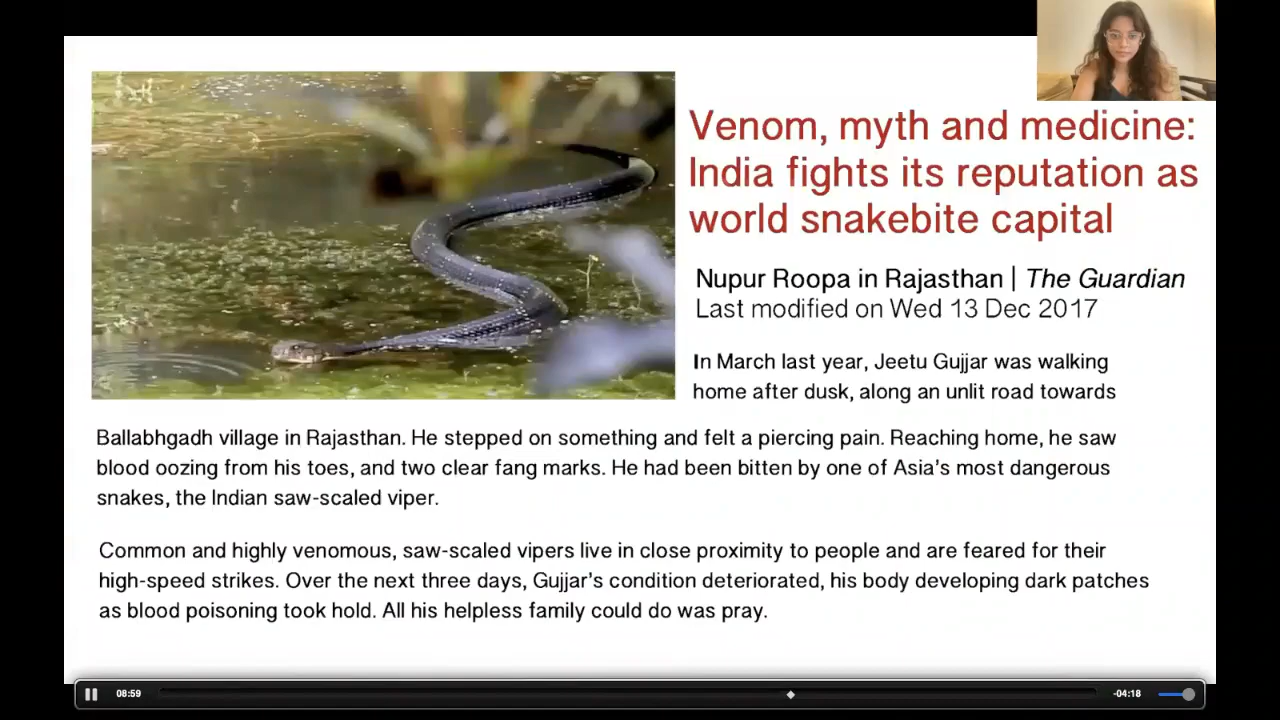 Venom, myth and medicine:
India fights its reputation as
world snakebite capital
Nupur Roopa in Rajasthan | The Guardian
Last modified on Wed 13 Dec 2017
In March last year, Jeetu Gujjar was walking
home after dusk, along an unlit road towards
Ballabhgadh village in Rajasthan. He stepped on something and felt a piercing pain. Reaching home, he saw
blood oozing from his toes, and two clear fang marks. He had been bitten by one of Asia's most dangerous
snakes, the Indian saw-scaled viper.
Common and highly venomous, saw-scaled vipers live in close proximity to people and are feared for their
high-speed strikes. Over the next three days, Gujjar's condition deteriorated, his body developing dark patches
as blood poisoning took hold. All his helpless family could do was pray.
08:59
-04:18